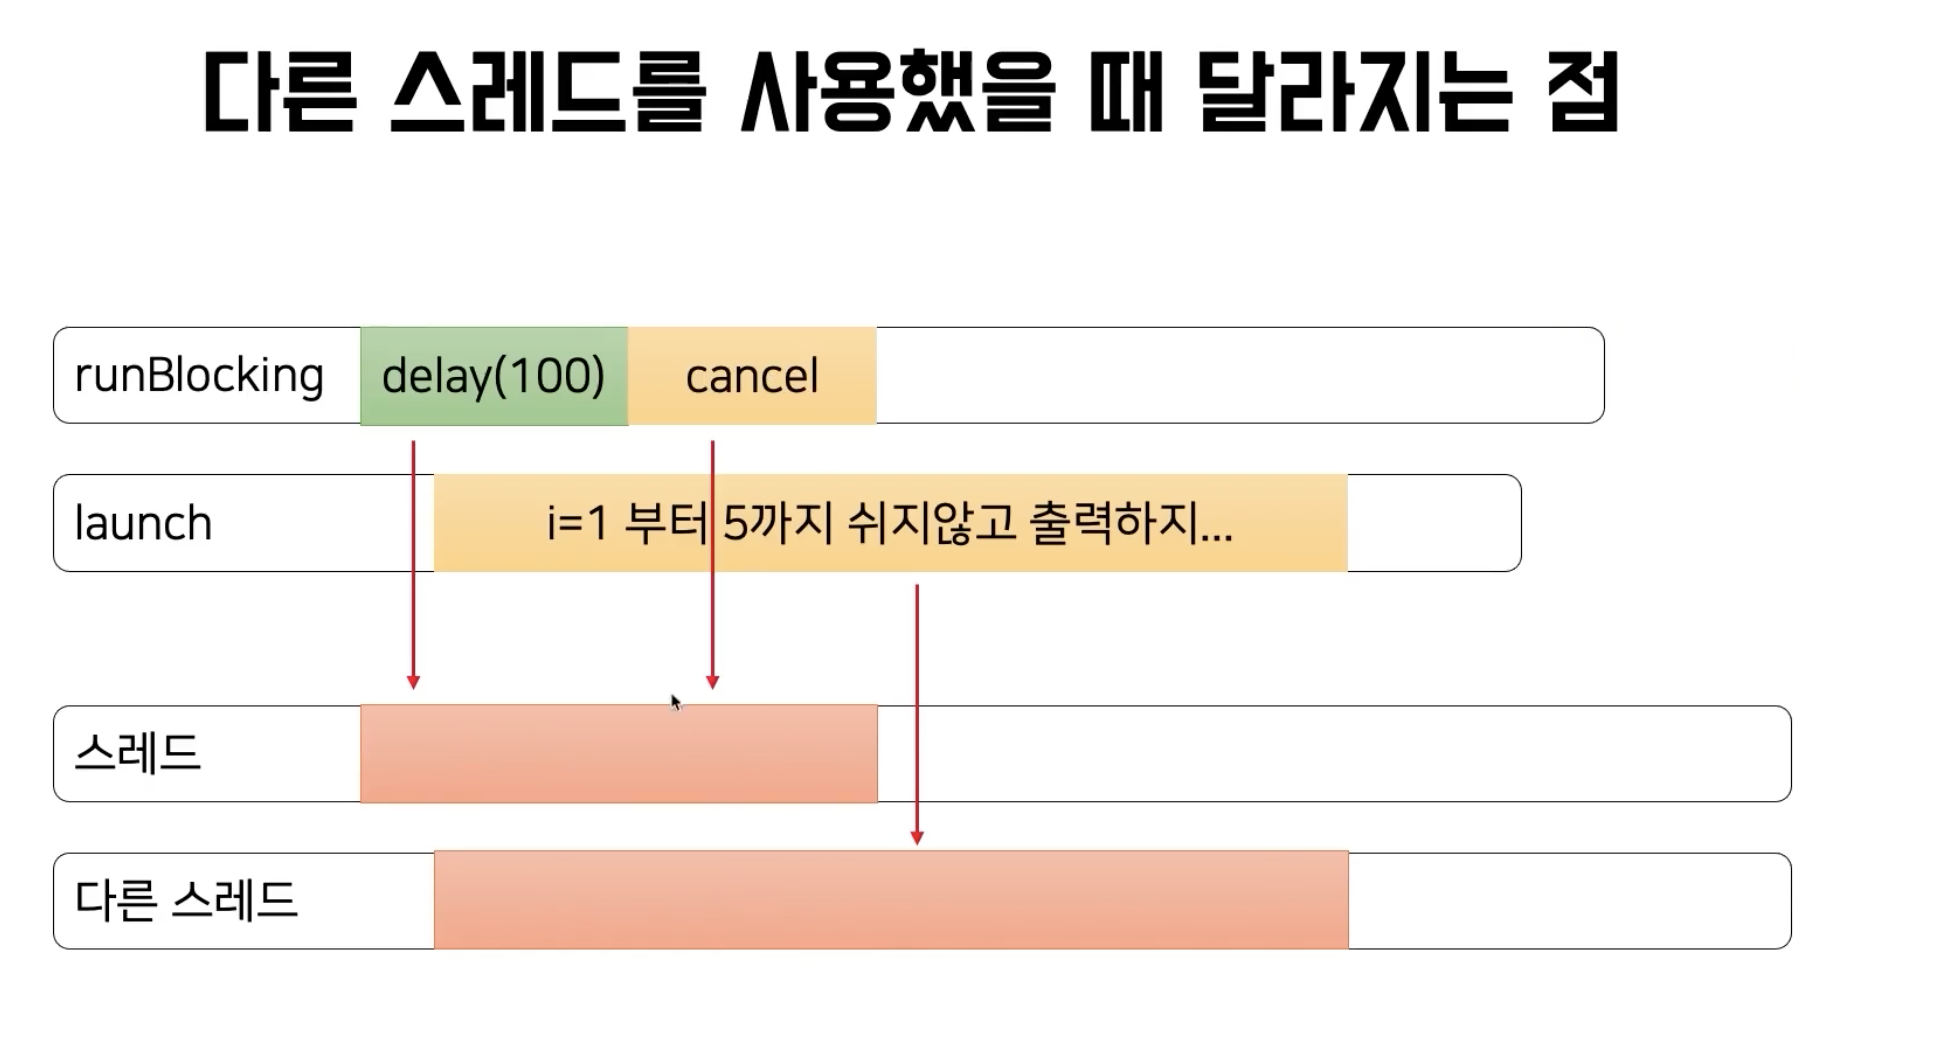 다른 스레드를 사용했을 때 달라지는 점
runBlocking delay(100) cancel
launch i=1 부터 5까지 쉬지않고 출력하지...
스레드
다른 스레드